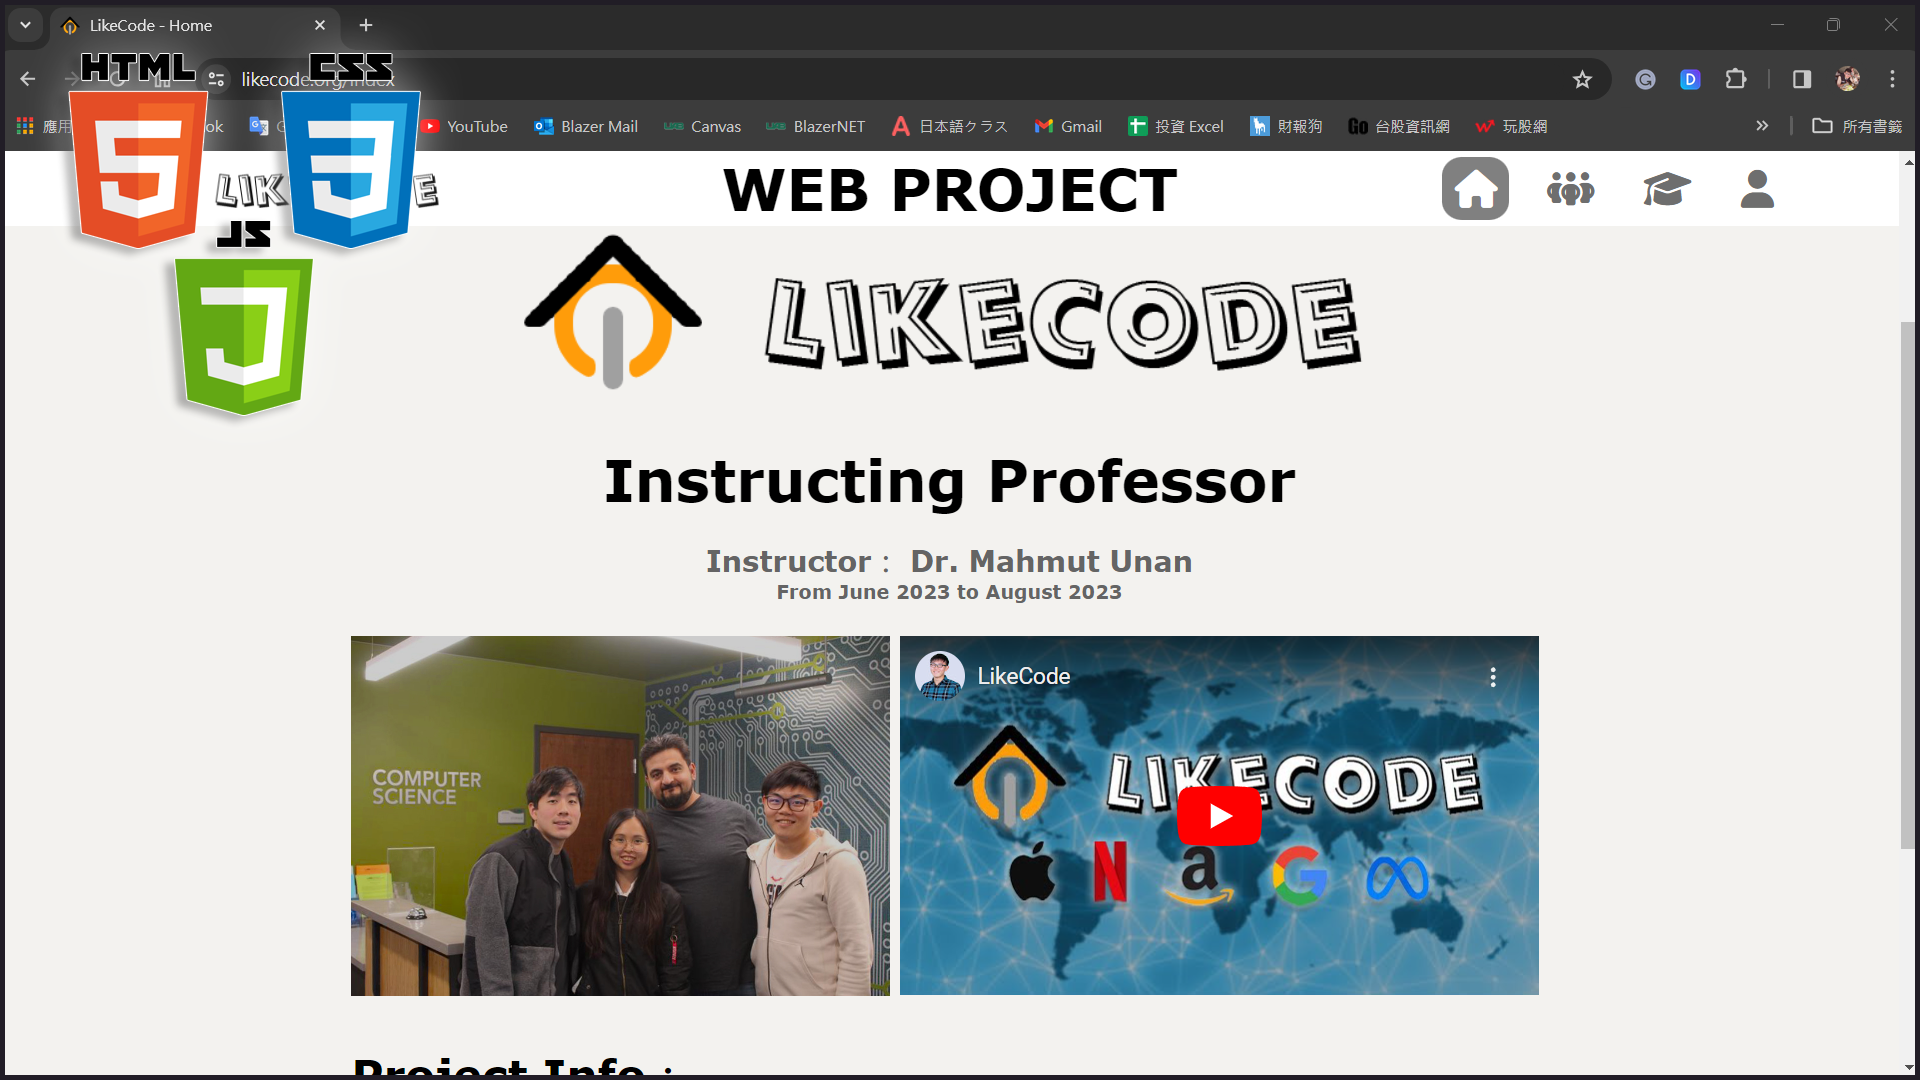 LikeCode - Home
HTML
CSS
likecode.org/index
應用
ok
YouTube
Blazer Mail
Canvas
BlazerNET
日本語クラス
Gmail
投資 Excel
財報狗
台股資訊網
玩股網
所有書籤
LIK
E
WEB PROJECT
JS
LIKECODE
Instructing Professor
Instructor： Dr. Mahmut Unan
From June 2023 to August 2023
COMPUTER
SCIENCE
LikeCode
LIKECODE
Project Info：